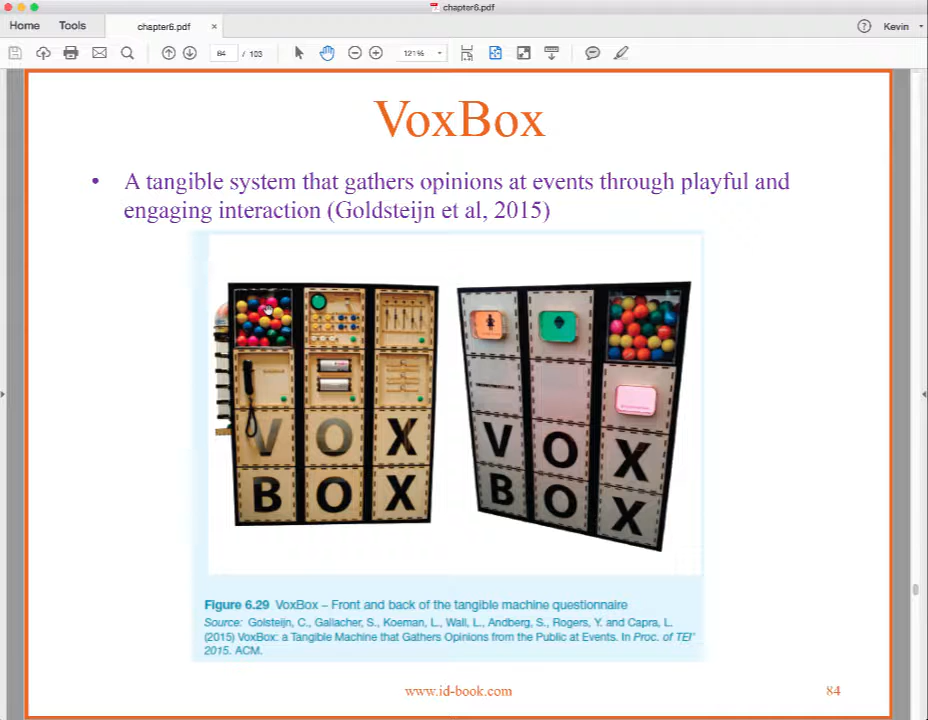 chapter6.pdf
Home Tools chapter6.pdf × ? Kevin
84 / 103 121%
VoxBox
• A tangible system that gathers opinions at events through playful and
engaging interaction (Goldsteijn et al, 2015)
VOX
BOX
VOX
BOX
Figure 6.29 VoxBox – Front and back of the tangible machine questionnaire
Source: Golsteijn, C., Gallacher, S., Koeman, L., Wall, L., Andberg, S., Rogers, Y. and Capra, L.
(2015) VoxBox: a Tangible Machine that Gathers Opinions from the Public at Events. In Proc. of TEI'
2015. ACM.
www.id-book.com 84